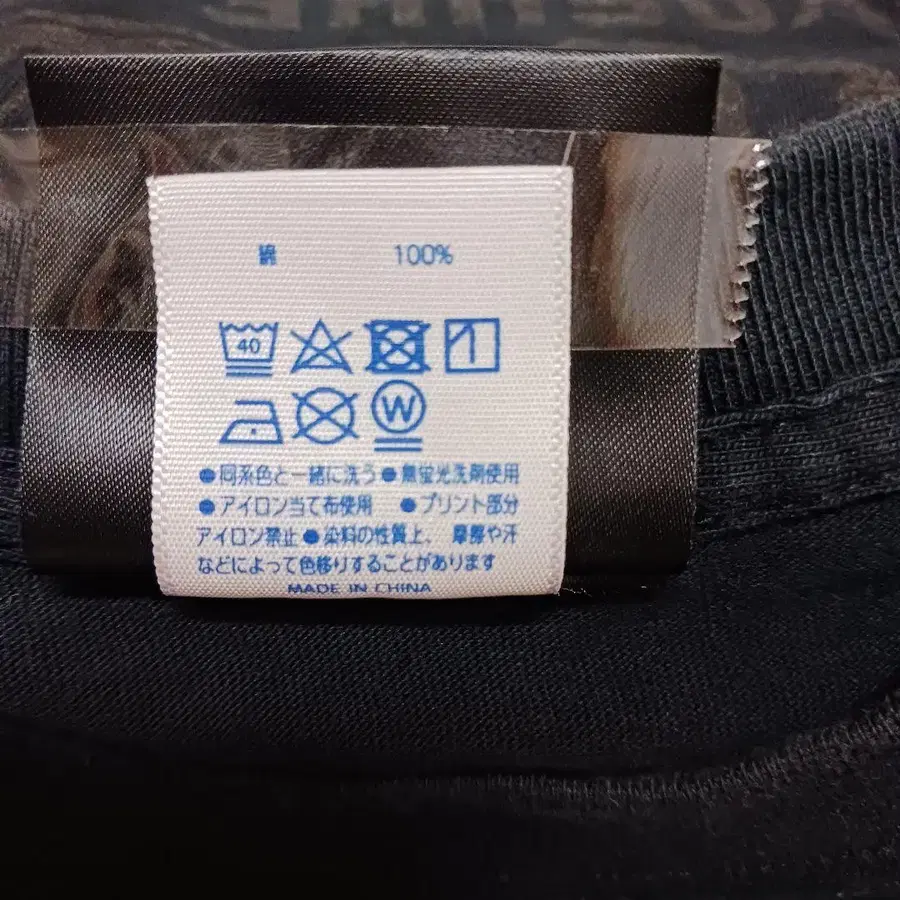 綿 100%
40
W
●同系色と一緒に洗う●無蛍光洗剤使用
●アイロン当て布使用 ●プリント部分
アイロン禁止●染料の性質上、摩擦や汗
などによって色移りすることがあります
MADE IN CHINA